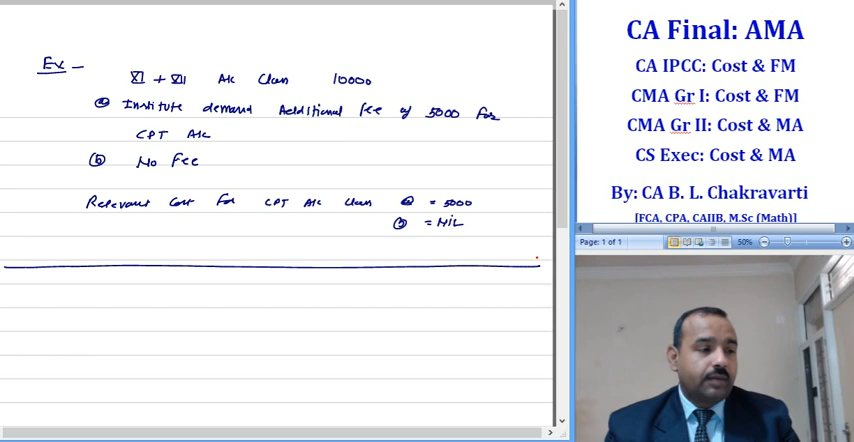 Ex –
XI + XII A/c Class 10000
(a) Institute demand Additional fee of 5000 for
CPT A/c
(b) No Fee
Relevant Cost for CPT A/c Class (a) = 5000
(b) = NIL
CA Final: AMA
CA IPCC: Cost & FM
CMA Gr I: Cost & FM
CMA Gr II: Cost & MA
CS Exec: Cost & MA
By: CA B. L. Chakravarti
[FCA, CPA, CAIIB, M.Sc (Math)]
Page: 1 of 1
50%